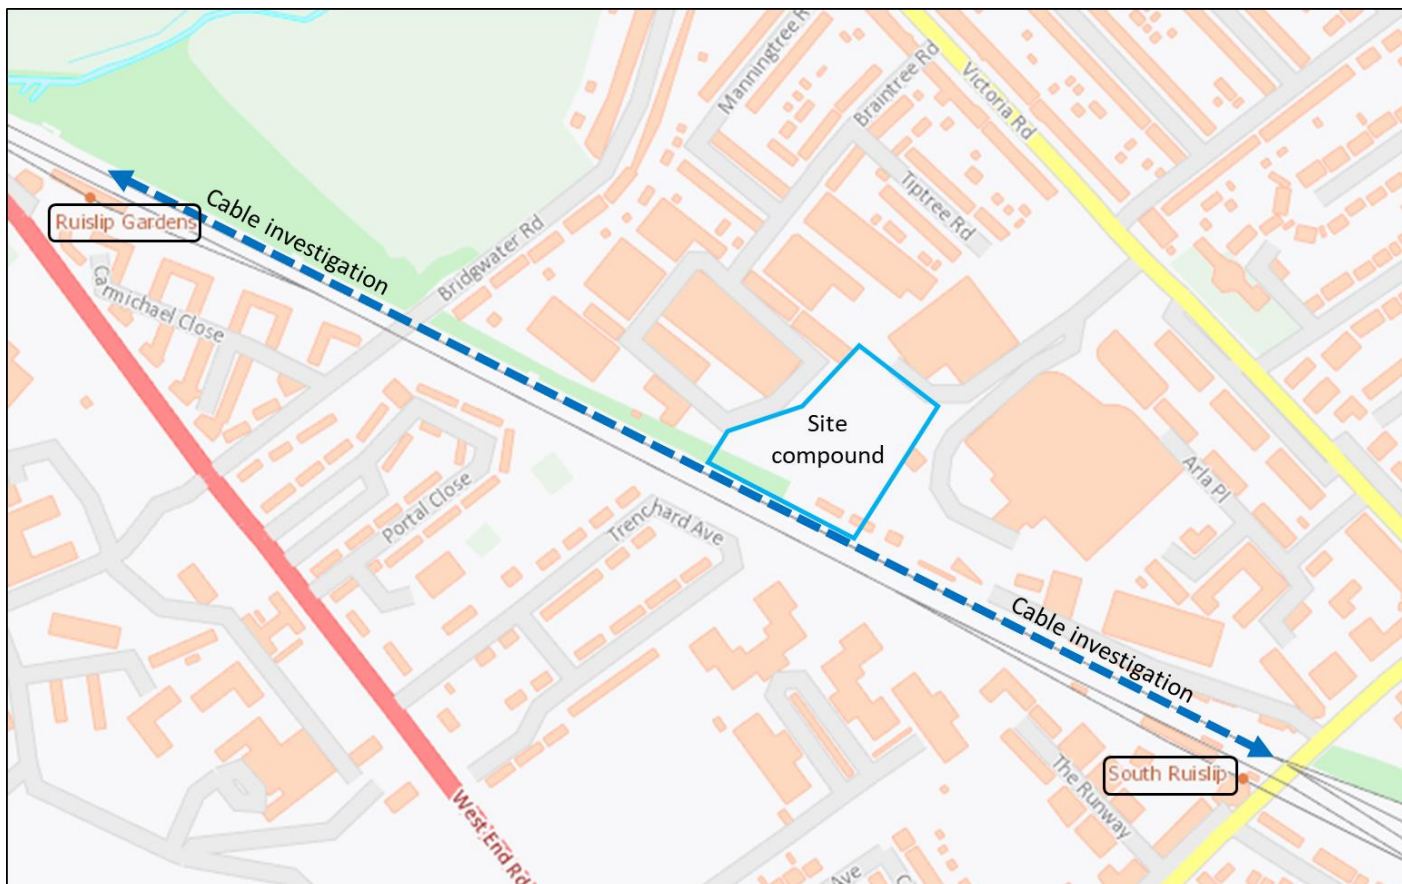 Manningtree R
Braintree Rd
Victoria Rd
Tiptree Rd
Cable investigation
Ruislip Gardens
Bridgwater Rd
Carmichael Close
Site
compound
Arla Pl
Portal Close
Trenchard Ave
Cable investigation
South Ruislip
The Runway
West End Rd
Ave